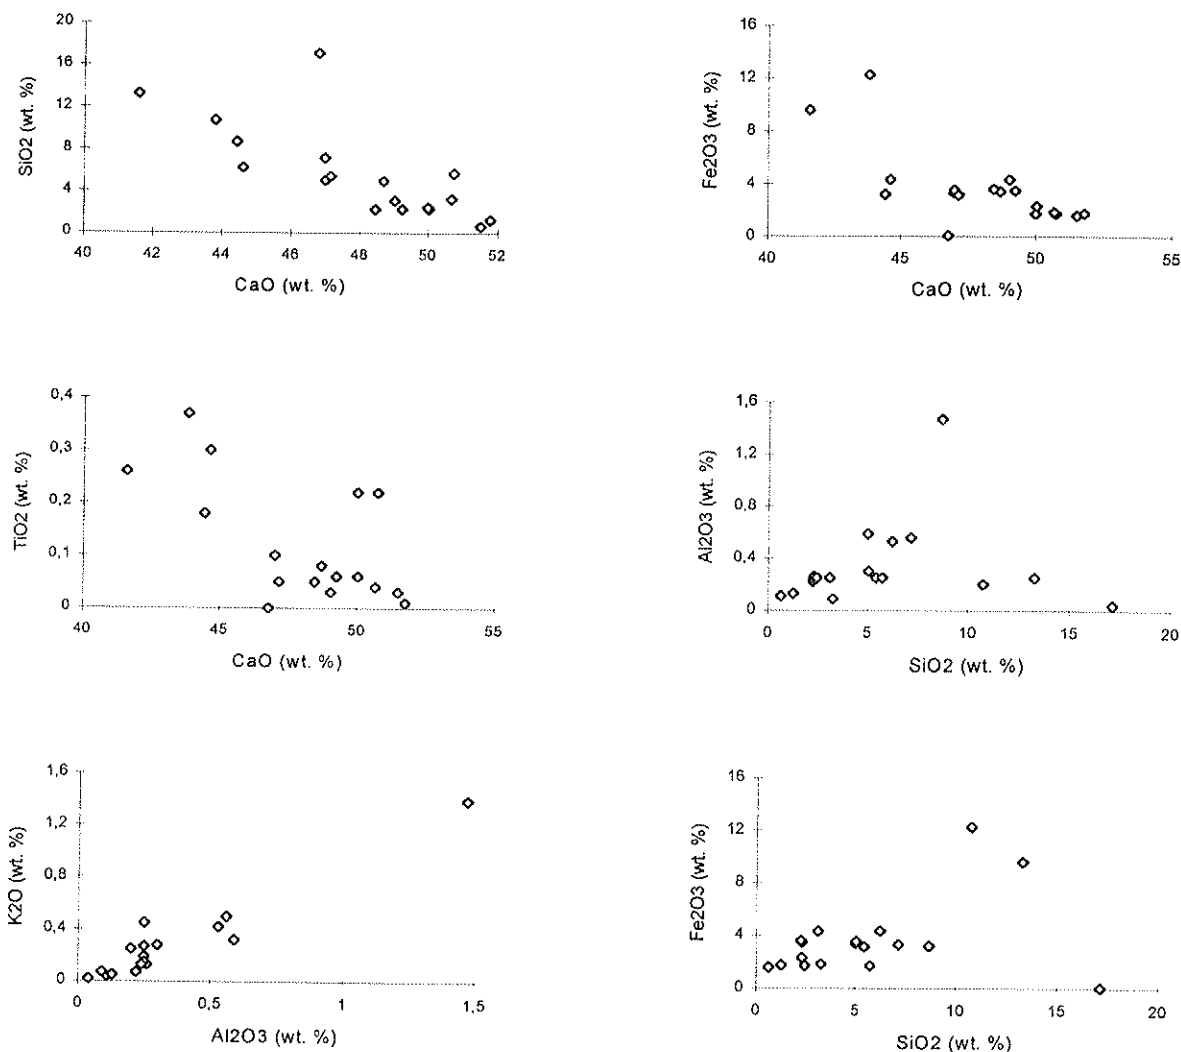 20
16
12
8
4
0
SiO2 (wt. %)
40 42 44 46 48 50 52
CaO (wt. %)
16
12
8
4
0
Fe2O3 (wt. %)
40 45 50 55
CaO (wt. %)
0,4
0,3
0,2
0,1
0
TiO2 (wt. %)
40 45 50 55
CaO (wt. %)
1,6
1,2
0,8
0,4
0
Al2O3 (wt. %)
0 5 10 15 20
SiO2 (wt. %)
1,6
1,2
0,8
0,4
0
K2O (wt. %)
0 0,5 1 1,5
Al2O3 (wt. %)
16
12
8
4
0
Fe2O3 (wt. %)
0 5 10 15 20
SiO2 (wt. %)